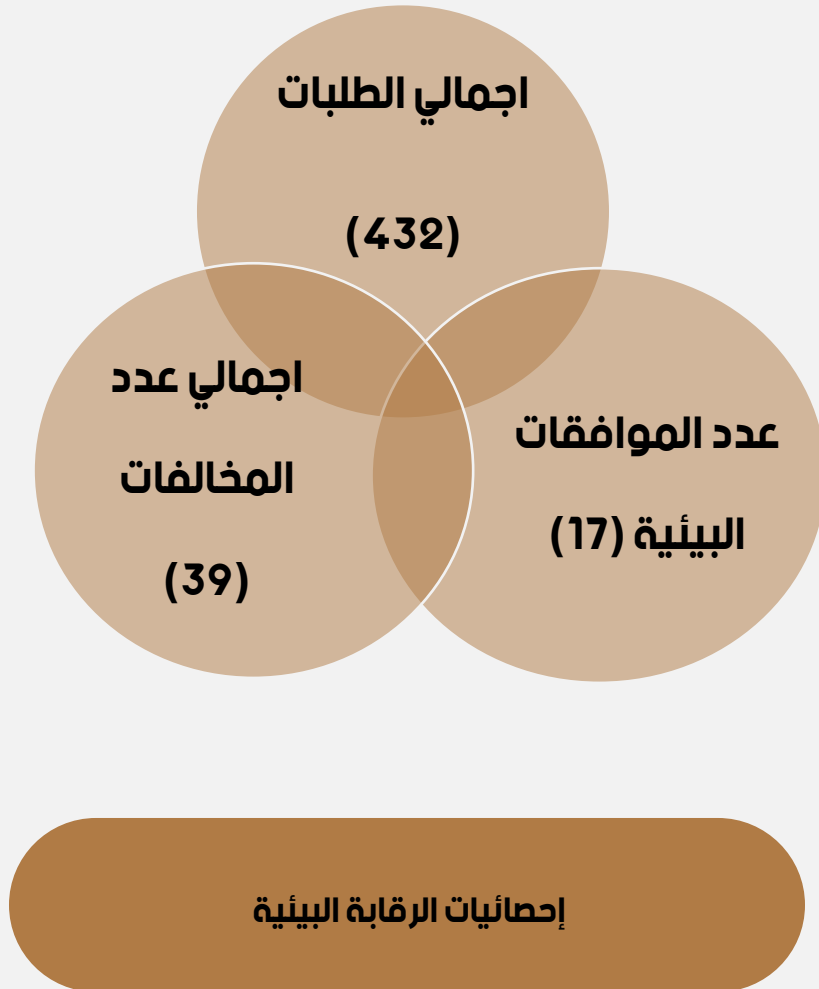 اجمالي الطلبات
(432)
اجمالي عدد
المخالفات
(39)
عدد الموافقات
البيئية (17)
إحصائيات الرقابة البيئية